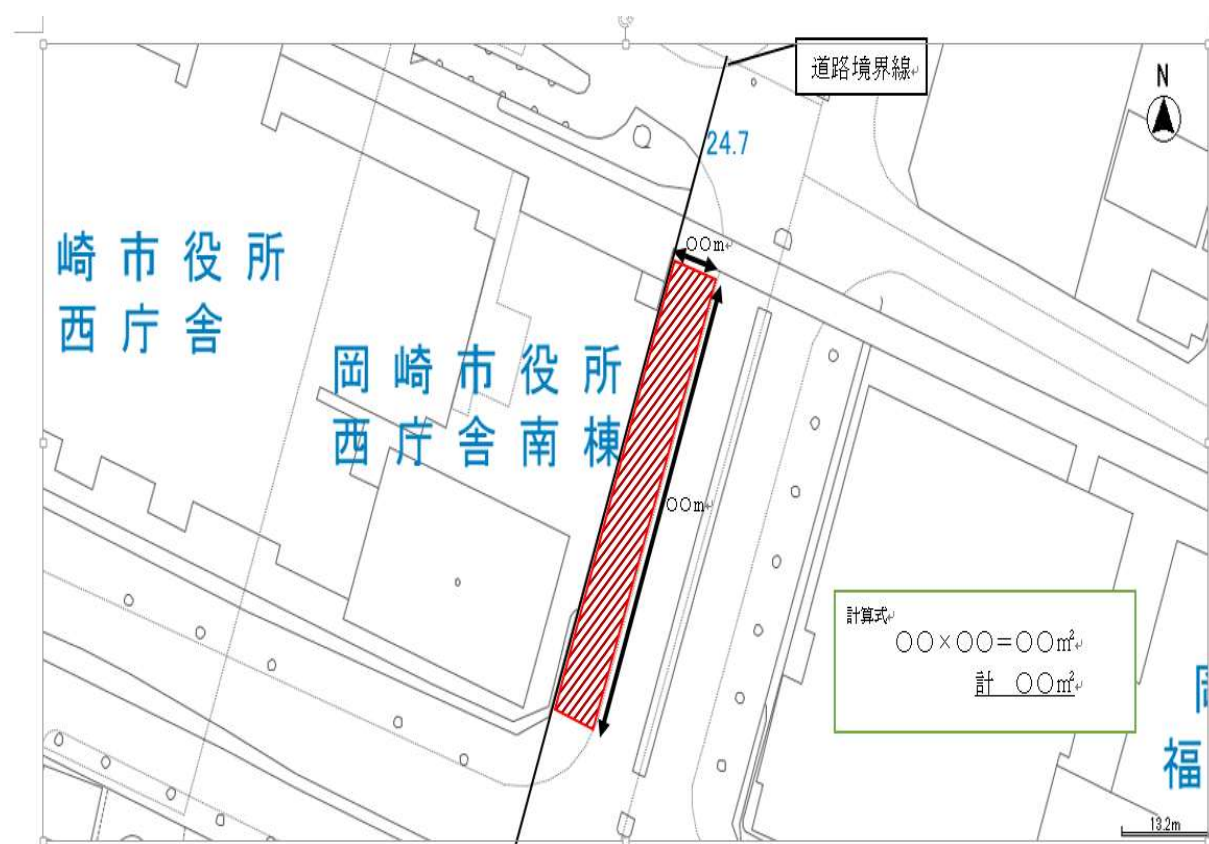 道路境界線
N
24.7
〇〇m
崎市役所
西庁舎
岡崎市役所
西庁舎南棟
〇〇m
計算式
〇〇×〇〇=〇〇㎡
計　〇〇㎡
福
13.2m